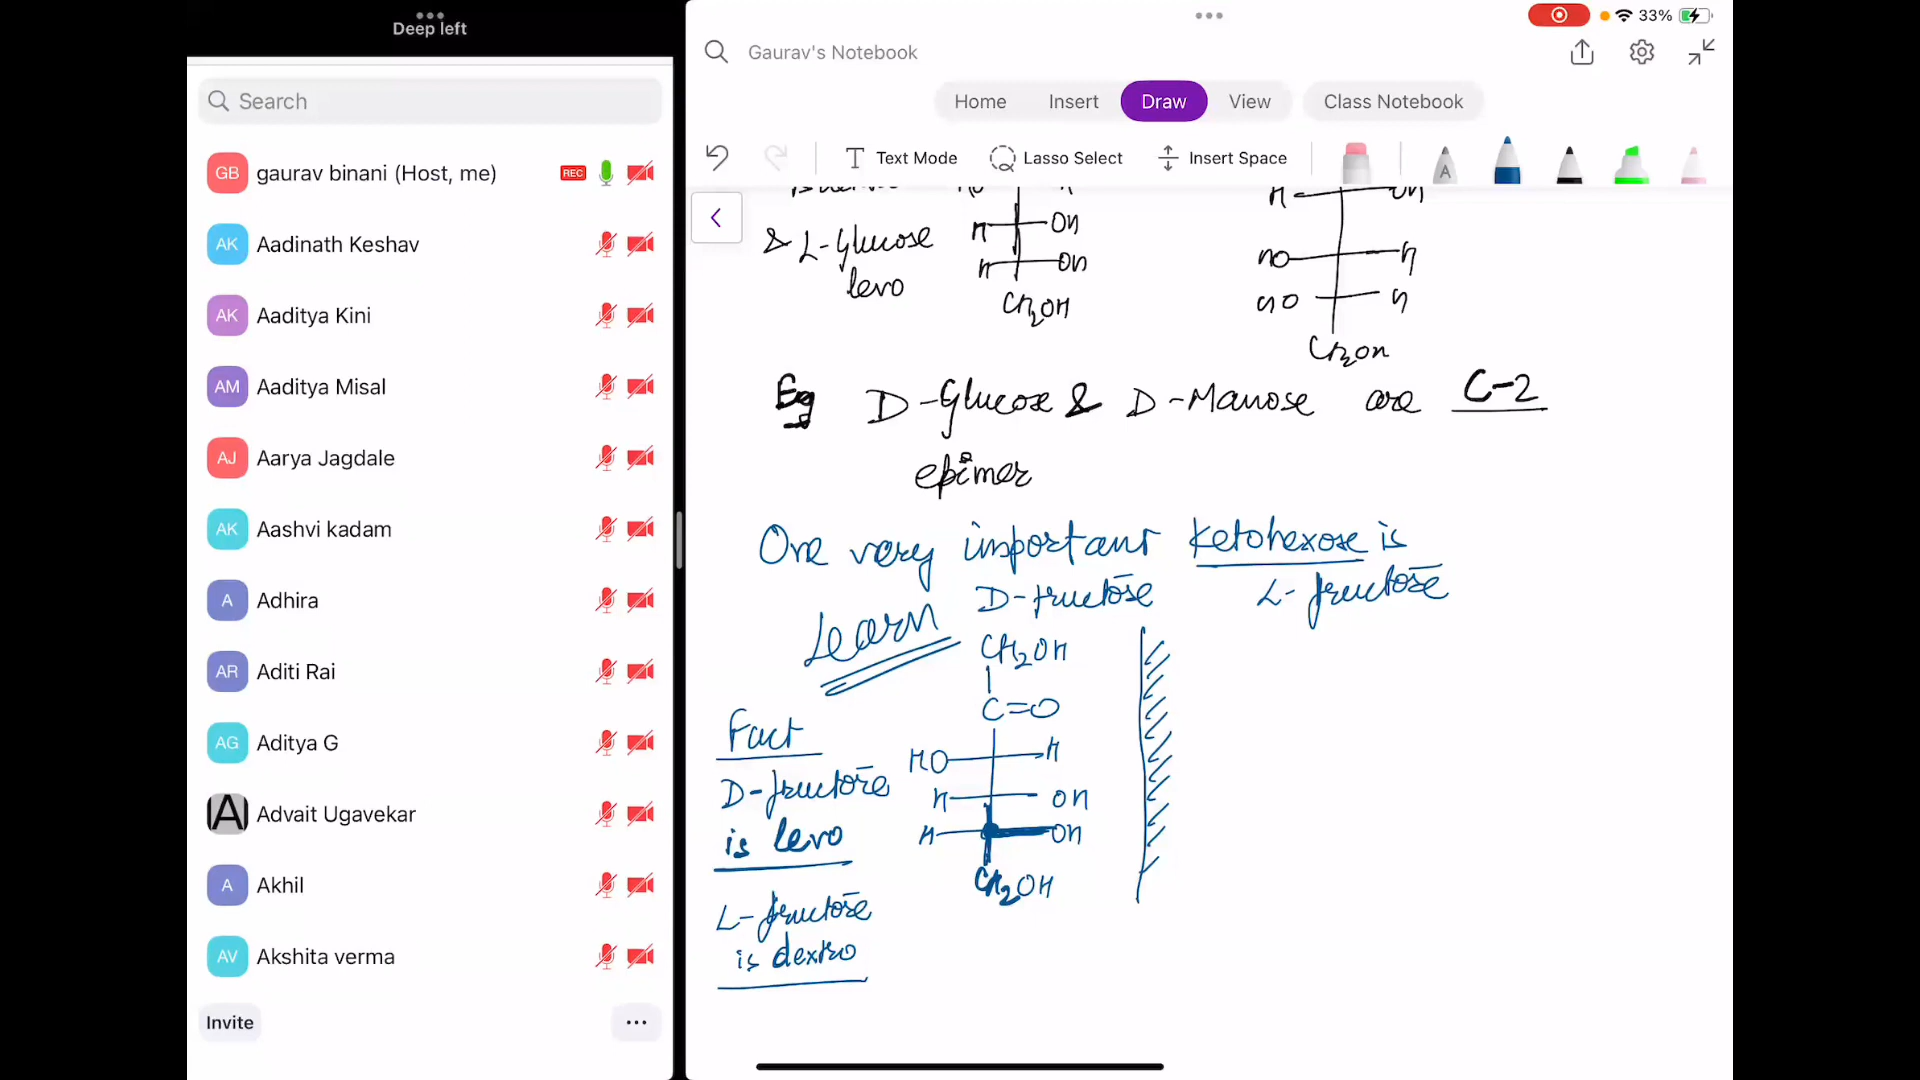 Deep left
Search
GB gaurav binani (Host, me) REC
AK Aadinath Keshav
AK Aaditya Kini
AM Aaditya Misal
AJ Aarya Jagdale
AK Aashvi kadam
A Adhira
AR Aditi Rai
AG Aditya G
A Advait Ugavekar
A Akhil
AV Akshita verma
Invite
33%
Gaurav's Notebook
Home Insert Draw View Class Notebook
T Text Mode Lasso Select Insert Space A
& L-Glucose
levo
H OH
H OH
CH2OH
H OH
HO H
HO H
CH2OH
Eg D-Glucose & D-Manose are C-2
epimer
One very important ketohexose is
D-fructose L-fructose
Learn
CH2OH
C=O
HO H
H OH
H OH
CH2OH
Fact
D-fructose
is levo
L-fructose
is dextro